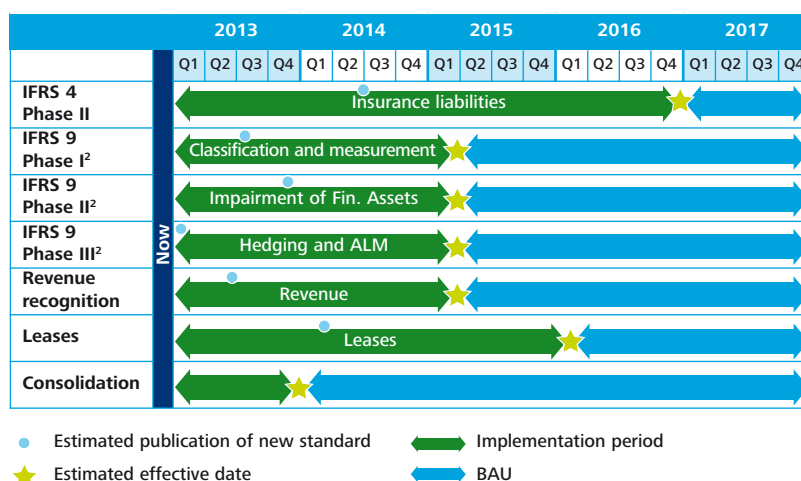 2013 2014 2015 2016 2017
Q1 Q2 Q3 Q4 Q1 Q2 Q3 Q4 Q1 Q2 Q3 Q4 Q1 Q2 Q3 Q4 Q1 Q2 Q3 Q4
Now
IFRS 4
Phase II
Insurance liabilities
IFRS 9
Phase I²
Classification and measurement
IFRS 9
Phase II²
Impairment of Fin. Assets
IFRS 9
Phase III²
Hedging and ALM
Revenue
recognition
Revenue
Leases
Leases
Consolidation
Estimated publication of new standard
Implementation period
Estimated effective date
BAU